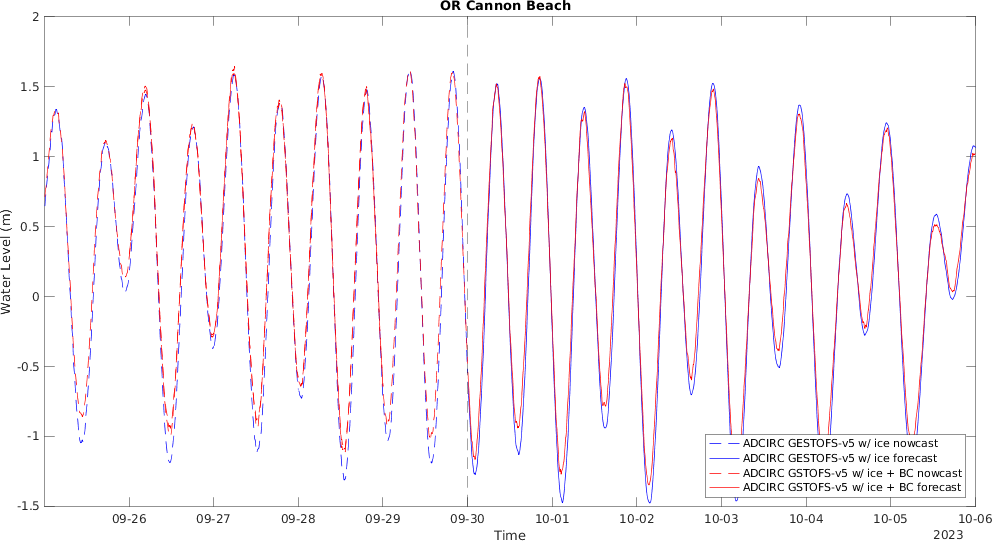 OR Cannon Beach
2
1.5
1
0.5
0
-0.5
-1
-1.5
Water Level (m)
ADCIRC GESTOFS-v5 w/ ice nowcast
ADCIRC GESTOFS-v5 w/ ice forecast
ADCIRC GSTOFS-v5 w/ ice + BC nowcast
ADCIRC GSTOFS-v5 w/ ice + BC forecast
09-26 09-27 09-28 09-29 09-30 10-01 10-02 10-03 10-04 10-05 10-06
Time
2023